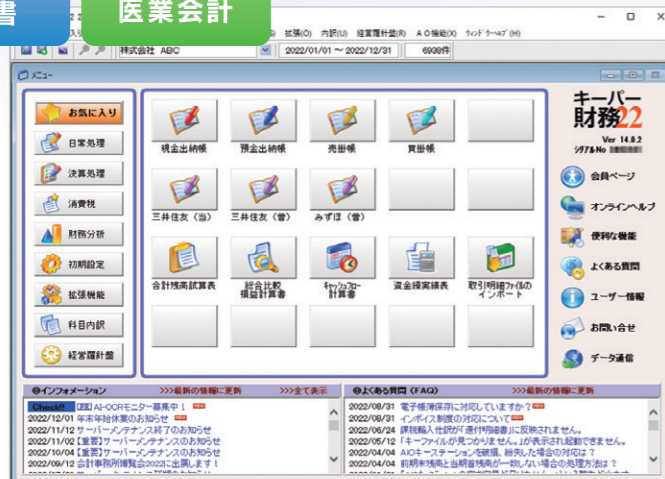 書
医業会計
拡張(O) 内訳(U) 経営羅針盤(R) AO機能(X) ウィンドウ・ヘルプ(H)
株式会社 ABC
2022/01/01 ～ 2022/12/31
6938件
メニュー
お気に入り
日常処理
決算処理
消費税
財務分析
初期設定
拡張機能
科目内訳
経営羅針盤
現金出納帳
預金出納帳
売掛帳
買掛帳
三井住友（当）
三井住友（普）
みずほ（普）
合計残高試算表
総合比較
損益計算書
キャッシュフロー
計算書
資金繰実績表
取引明細ファイルの
インポート
キーパー
財務22
Ver 14.0.2
シリアルNo
会員ページ
オンラインヘルプ
便利な機能
よくある質問
ユーザー情報
お問い合せ
データ通信
◎インフォメーション >>>最新の情報に更新 >>>全て表示
Check!! AI-OCRモニター募集中！
2022/12/01 年末年始休業のお知らせ
2022/11/12 サーバーメンテナンス終了のお知らせ
2022/11/02 【重要】サーバーメンテナンスのお知らせ
2022/10/04 【重要】サーバーメンテナンスのお知らせ
2022/09/12 会計事務所博覧会2022に出展します！
◎よくある質問（FAQ） >>>最新の情報に更新
2022/08/31 電子帳簿保存に対応していますか？
2022/08/31 インボイス制度の対応について
2022/06/24 課税輸入仕訳が「還付明細書」に反映されません。
2022/05/12 「キーファイルが見つかりません。」が表示され起動できません。
2022/04/04 AIOキーステーションを破損、紛失した場合の対応は？
2022/04/04 前期末残高と当期首残高が一致しない場合の処理方法は？